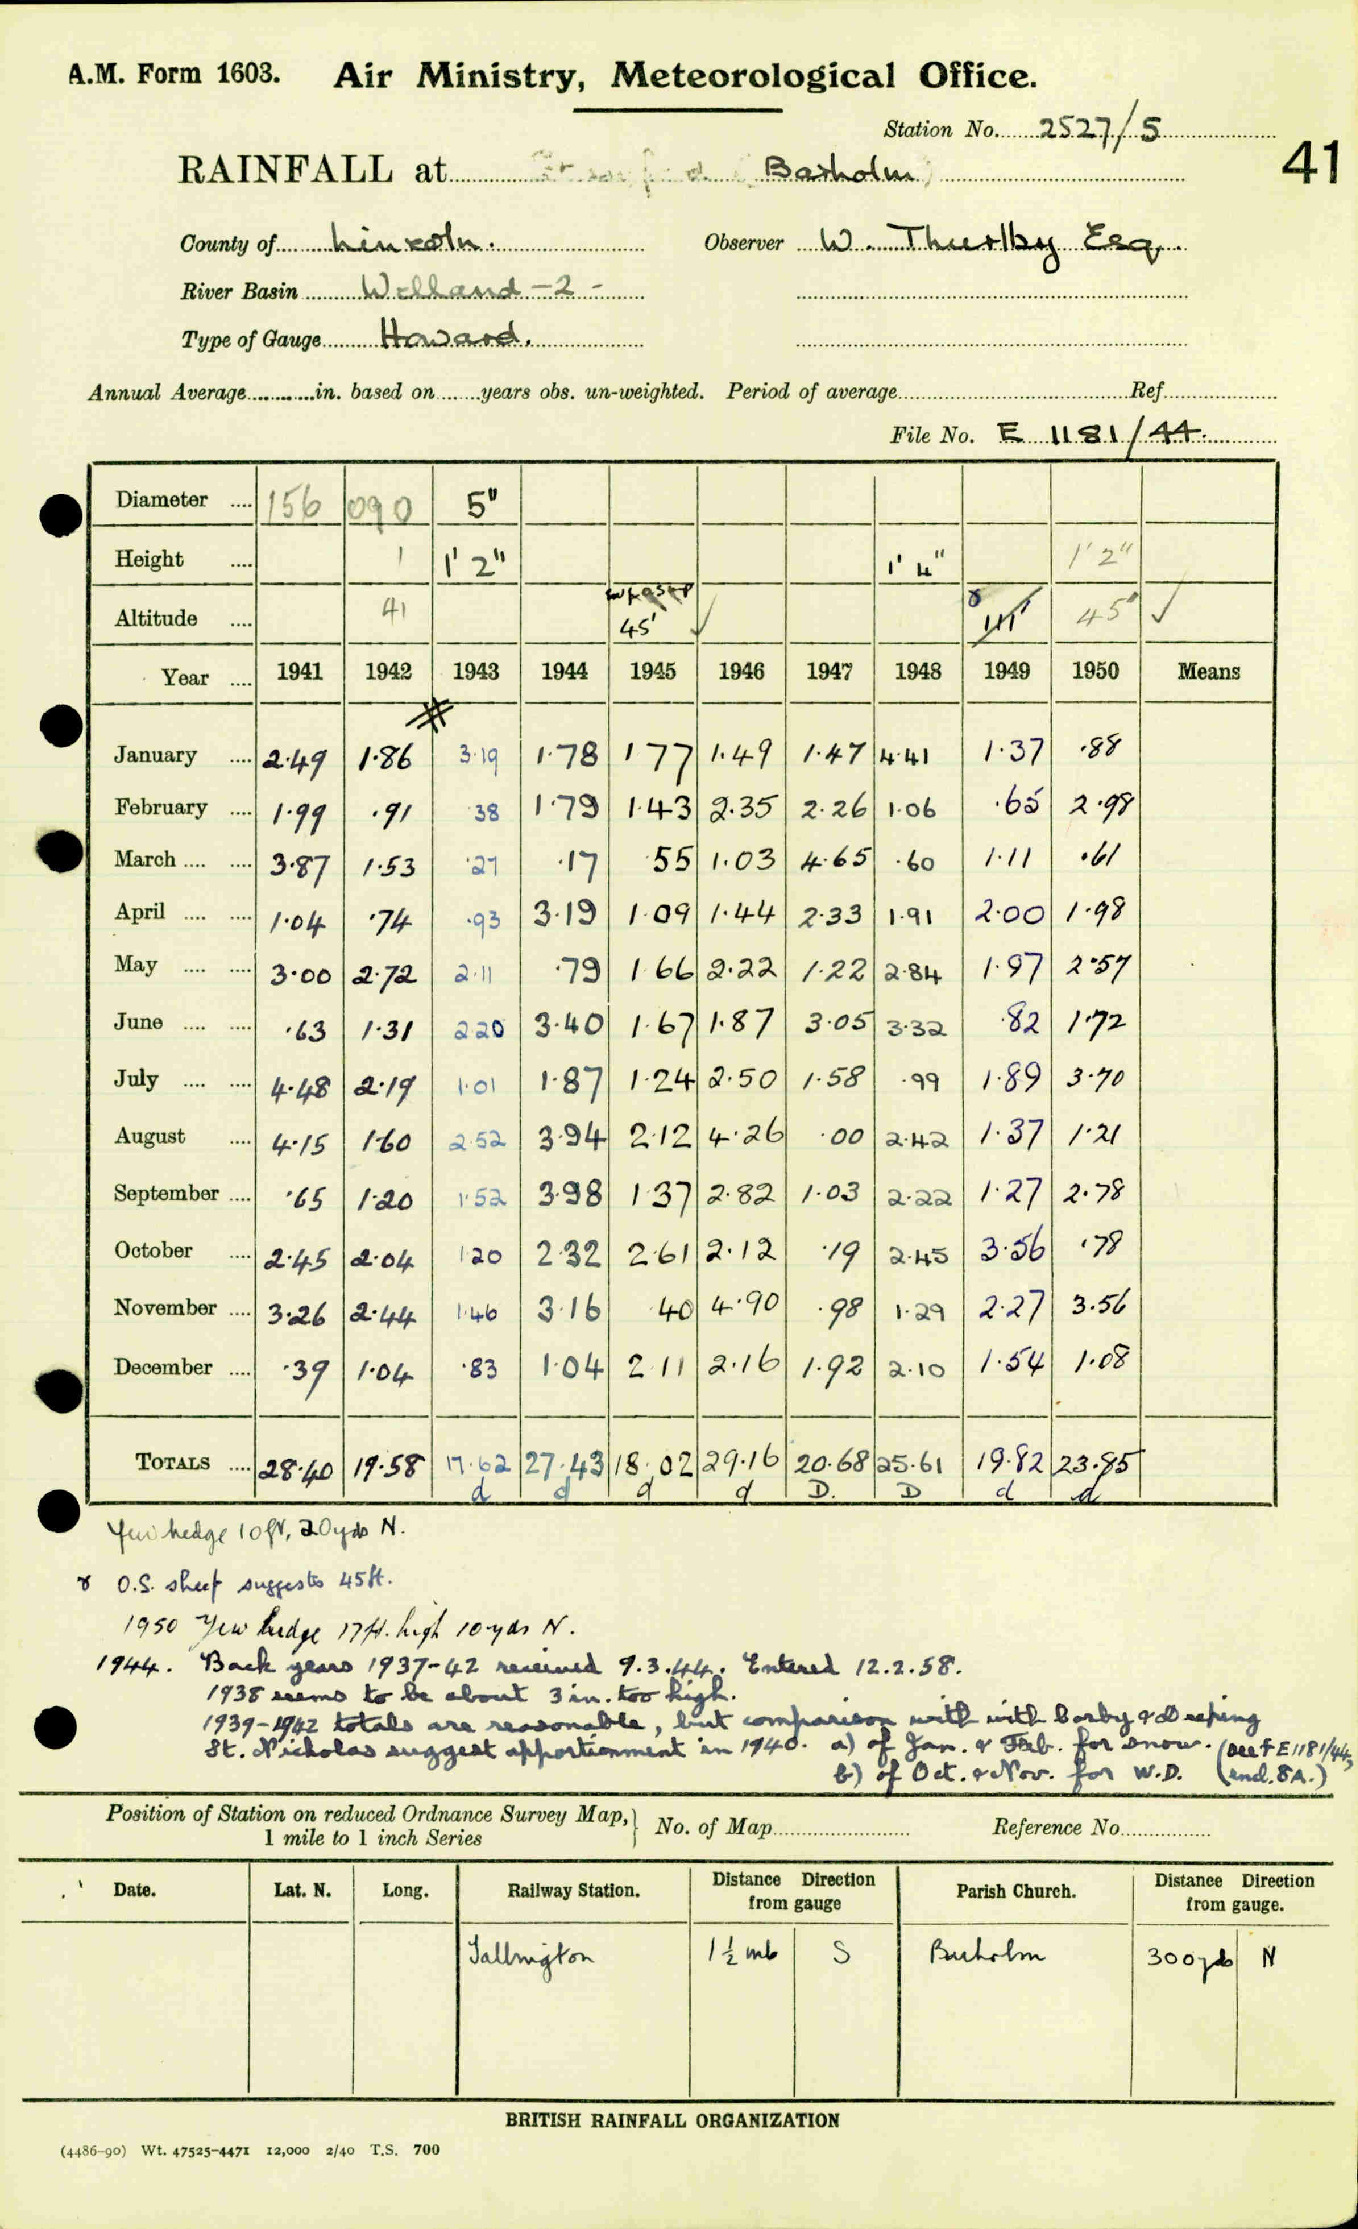 A.M. Form 1603. Air Ministry, Meteorological Office.
Station No. 2527/5
41
RAINFALL at Barholm
County of Lincoln. Observer W. Thurlby Esq.
River Basin Welland -2-
Type of Gauge Howard.
Annual Average in. based on years obs. un-weighted. Period of average Ref.
File No. E 1181/44.
Diameter 156 090 5"
Height 1 1' 2" 1' 4" 1' 2"
Altitude 41 45' ✓ ɤ 111' 45' ✓
Year 1941 1942 1943 1944 1945 1946 1947 1948 1949 1950 Means
January 2.49 1.86 3.19 1.78 1.77 1.49 1.47 4.41 1.37 .88
February 1.99 .91 .38 1.79 1.43 2.35 2.26 1.06 .65 2.98
March 3.87 1.53 .27 .17 .55 1.03 4.65 .60 1.11 .61
April 1.04 .74 .93 3.19 1.09 1.44 2.33 1.91 2.00 1.98
May 3.00 2.72 2.11 .79 1.66 2.22 1.22 2.84 1.97 2.57
June .63 1.31 2.20 3.40 1.67 1.87 3.05 3.32 .82 1.72
July 4.48 2.19 1.01 1.87 1.24 2.50 1.58 .99 1.89 3.70
August 4.15 1.60 2.52 3.94 2.12 4.26 .00 2.42 1.37 1.21
September .65 1.20 1.52 3.98 1.37 2.82 1.03 2.22 1.27 2.78
October 2.45 2.04 1.20 2.32 2.61 2.12 .19 2.45 3.56 .78
November 3.26 2.44 1.46 3.16 .40 4.90 .98 1.29 2.27 3.56
December .39 1.04 .83 1.04 2.11 2.16 1.92 2.10 1.54 1.08
TOTALS 28.40 19.58 17.62 27.43 18.02 29.16 20.68 25.61 19.82 23.85
d d d d D. D d d
Yew hedge 10ft, 20yds N.
ɤ O.S. sheet suggests 45ft.
1950 Yew hedge 17ft. high 10 yds N.
1944. Back years 1937-42 received 9.3.44. Entered 12.2.58.
1938 seems to be about 3 in. too high.
1939-1942 totals are reasonable, but comparison with with Barby & Deeping
St. Nicholas suggest apportionment in 1940. a) of Jan. & Feb. for snow. (see F E1181/44,
b) of Oct. & Nov. for W.D. (encl. 8A.)
Position of Station on reduced Ordnance Survey Map, 1 mile to 1 inch Series No. of Map Reference No.
Date. Lat. N. Long. Railway Station. Distance Direction from gauge Parish Church. Distance Direction from gauge.
Tallington 1½ mls S Barholm 300yds N
BRITISH RAINFALL ORGANIZATION
(4486-90) Wt. 47525-4471 12,000 2/40 T.S. 700